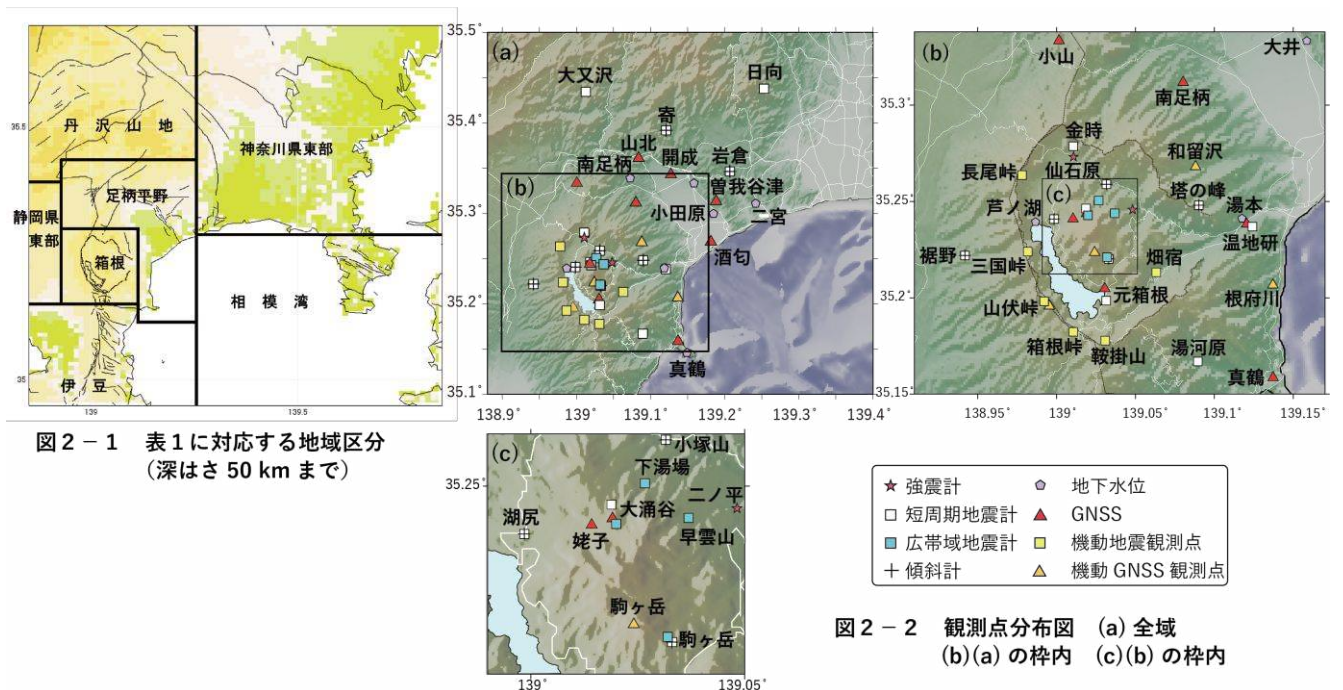 丹沢山地
神奈川県東部
足柄平野
静岡県
東部
箱根
相模湾
伊豆
35.5
35
139
139.5
図2－1　表1に対応する地域区分
（深はさ 50 km まで）
(a)
35.5˚
35.4˚
35.3˚
35.2˚
35.1˚
138.9˚
139˚
139.1˚
139.2˚
139.3˚
139.4˚
大又沢
日向
寄
山北
南足柄
開成
岩倉
曽我谷津
(b)
小田原
二宮
酒匂
真鶴
(b)
35.3˚
35.25˚
35.2˚
35.15˚
138.95˚
139˚
139.05˚
139.1˚
139.15˚
小山
大井
南足柄
金時
和留沢
長尾峠
仙石原
(c)
塔の峰
芦ノ湖
湯本
温地研
裾野
三国峠
畑宿
元箱根
根府川
山伏峠
箱根峠
鞍掛山
湯河原
真鶴
(c)
35.25˚
139˚
139.05˚
小塚山
下湯場
二ノ平
大涌谷
湖尻
姥子
早雲山
駒ヶ岳
駒ヶ岳
強震計
地下水位
短周期地震計
GNSS
広帯域地震計
機動地震観測点
傾斜計
機動 GNSS 観測点
図2－2　観測点分布図　(a) 全域
(b)(a) の枠内　(c)(b) の枠内